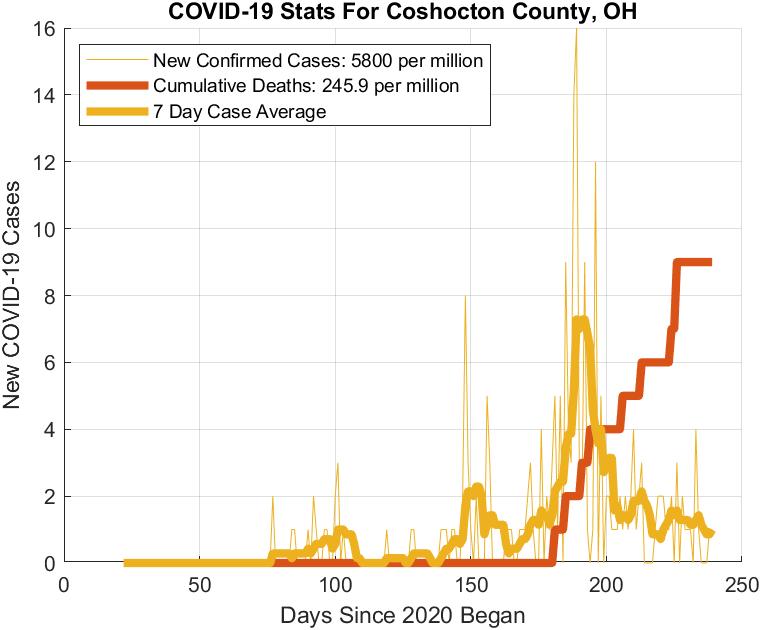 COVID-19 Stats For Coshocton County, OH
New Confirmed Cases: 5800 per million
Cumulative Deaths: 245.9 per million
7 Day Case Average
New COVID-19 Cases
16
14
12
10
8
6
4
2
0
0 50 100 150 200 250
Days Since 2020 Began